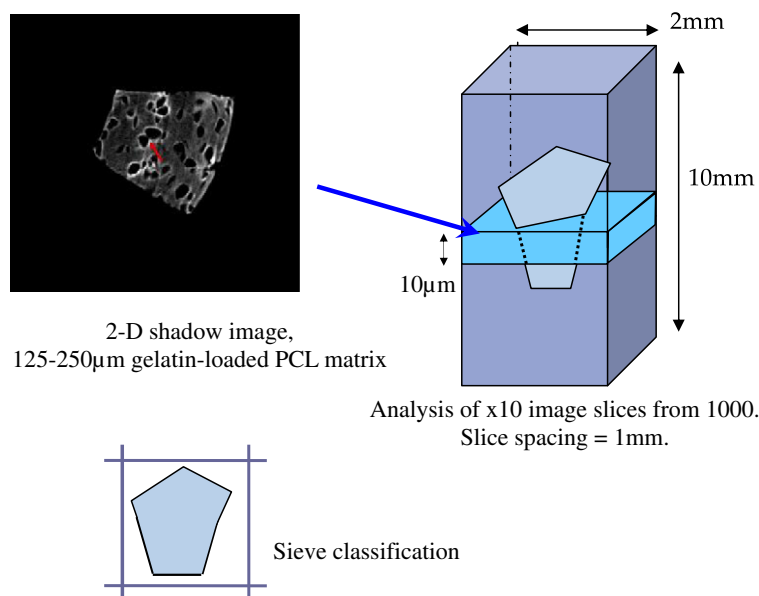 2mm
10mm
10µm
2-D shadow image,
125-250µm gelatin-loaded PCL matrix
Analysis of x10 image slices from 1000.
Slice spacing = 1mm.
Sieve classification